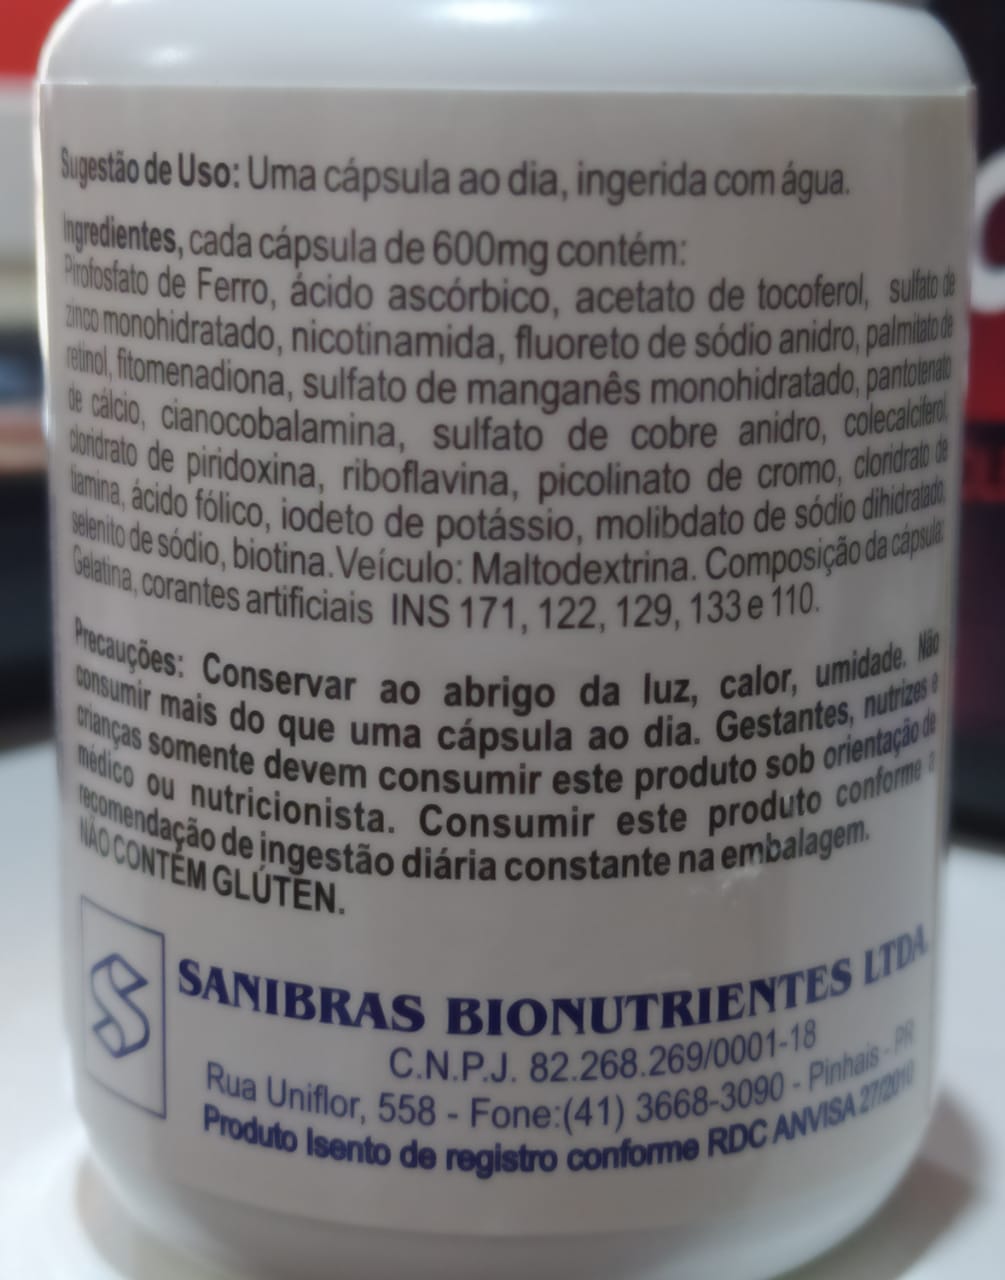 Sugestão de Uso: Uma cápsula ao dia, ingerida com água.
Ingredientes, cada cápsula de 600mg contém:
Pirofosfato de Ferro, ácido ascórbico, acetato de tocoferol, sulfato de
zinco monohidratado, nicotinamida, fluoreto de sódio anidro, palmitato de
retinol, fitomenadiona, sulfato de manganês monohidratado, pantotenato
de cálcio, cianocobalamina, sulfato de cobre anidro, colecalciferol,
cloridrato de piridoxina, riboflavina, picolinato de cromo, cloridrato de
tiamina, ácido fólico, iodeto de potássio, molibdato de sódio dihidratado,
selenito de sódio, biotina. Veículo: Maltodextrina. Composição da cápsula:
Gelatina, corantes artificiais INS 171, 122, 129, 133 e 110.
Precauções: Conservar ao abrigo da luz, calor, umidade. Não
consumir mais do que uma cápsula ao dia. Gestantes, nutrizes e
crianças somente devem consumir este produto sob orientação de
médico ou nutricionista. Consumir este produto conforme a
recomendação de ingestão diária constante na embalagem.
NÃO CONTÉM GLÚTEN.
SANIBRAS BIONUTRIENTES LTDA.
C.N.P.J. 82.268.269/0001-18
Rua Uniflor, 558 - Fone:(41) 3668-3090 - Pinhais - PR
Produto Isento de registro conforme RDC ANVISA 27/2010